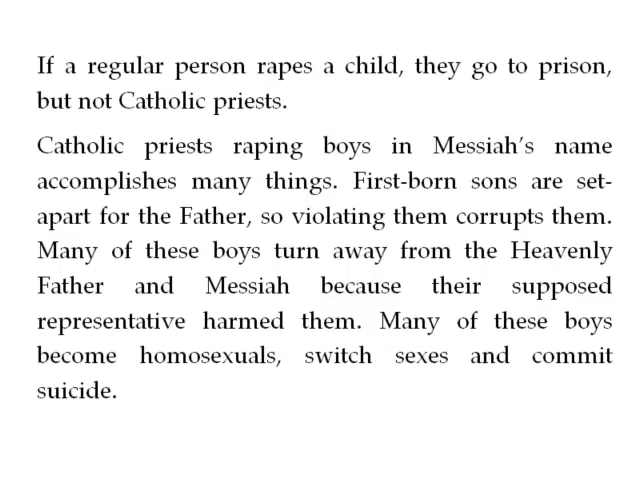 If a regular person rapes a child, they go to prison,
but not Catholic priests.
Catholic priests raping boys in Messiah's name
accomplishes many things. First-born sons are set-
apart for the Father, so violating them corrupts them.
Many of these boys turn away from the Heavenly
Father and Messiah because their supposed
representative harmed them. Many of these boys
become homosexuals, switch sexes and commit
suicide.